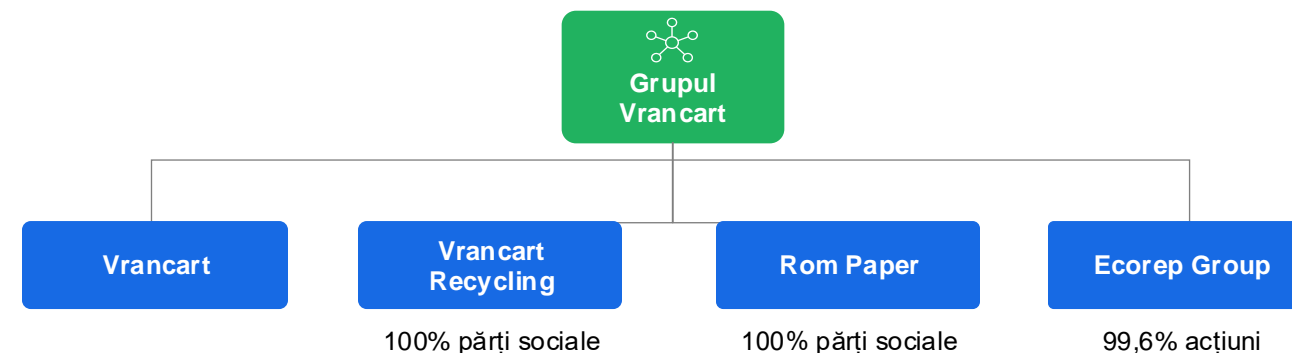 Grupul
Vrancart
Vrancart
Vrancart
Recycling
Rom Paper
Ecorep Group
100% părți sociale
100% părți sociale
99,6% acțiuni